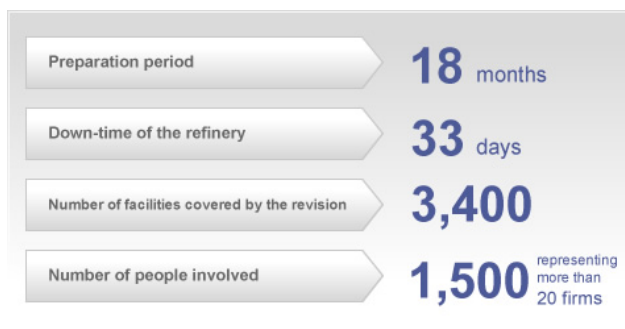 Preparation period
18 months
Down-time of the refinery
33 days
Number of facilities covered by the revision
3,400
Number of people involved
1,500
representing
more than
20 firms